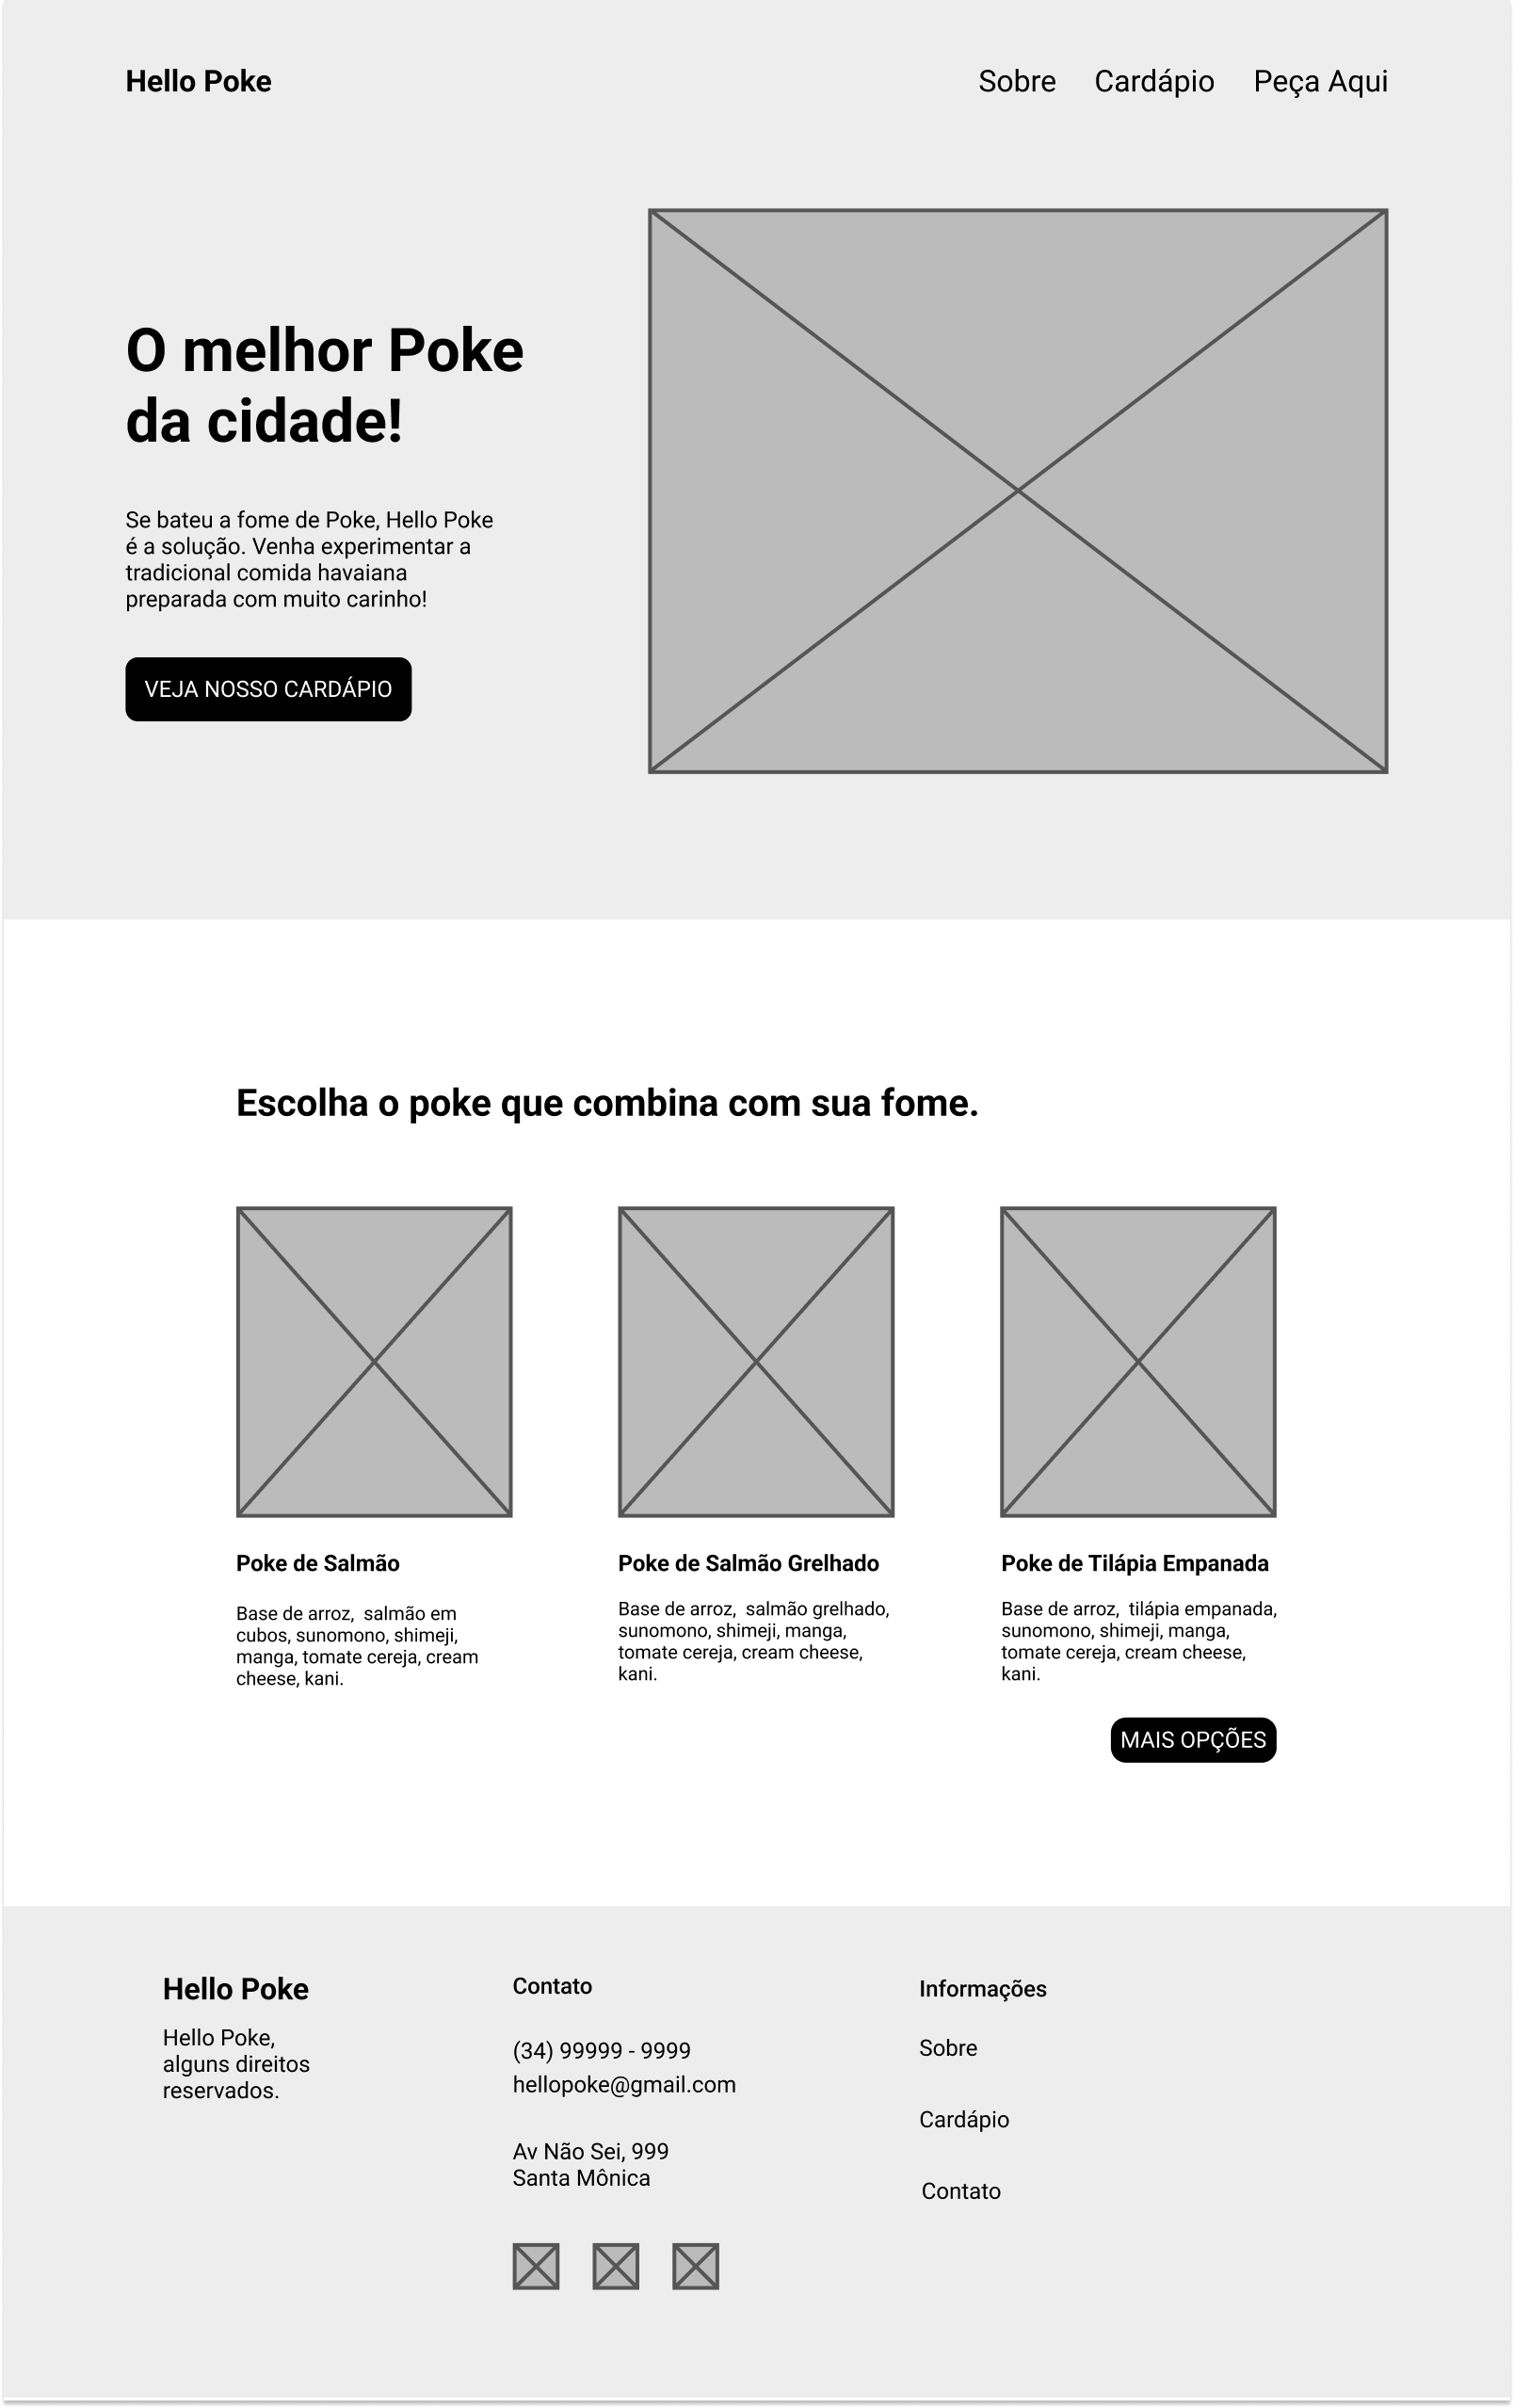 Hello Poke
Sobre Cardápio Peça Aqui
O melhor Poke
da cidade!
Se bateu a fome de Poke, Hello Poke
é a solução. Venha experimentar a
tradicional comida havaiana
preparada com muito carinho!
VEJA NOSSO CARDÁPIO
Escolha o poke que combina com sua fome.
Poke de Salmão
Base de arroz,  salmão em
cubos, sunomono, shimeji,
manga, tomate cereja, cream
cheese, kani.
Poke de Salmão Grelhado
Base de arroz,  salmão grelhado,
sunomono, shimeji, manga,
tomate cereja, cream cheese,
kani.
Poke de Tilápia Empanada
Base de arroz,  tilápia empanada,
sunomono, shimeji, manga,
tomate cereja, cream cheese,
kani.
MAIS OPÇÕES
Hello Poke
Hello Poke,
alguns direitos
reservados.
Contato
(34) 99999 - 9999
hellopoke@gmail.com
Av Não Sei, 999
Santa Mônica
Informações
Sobre
Cardápio
Contato